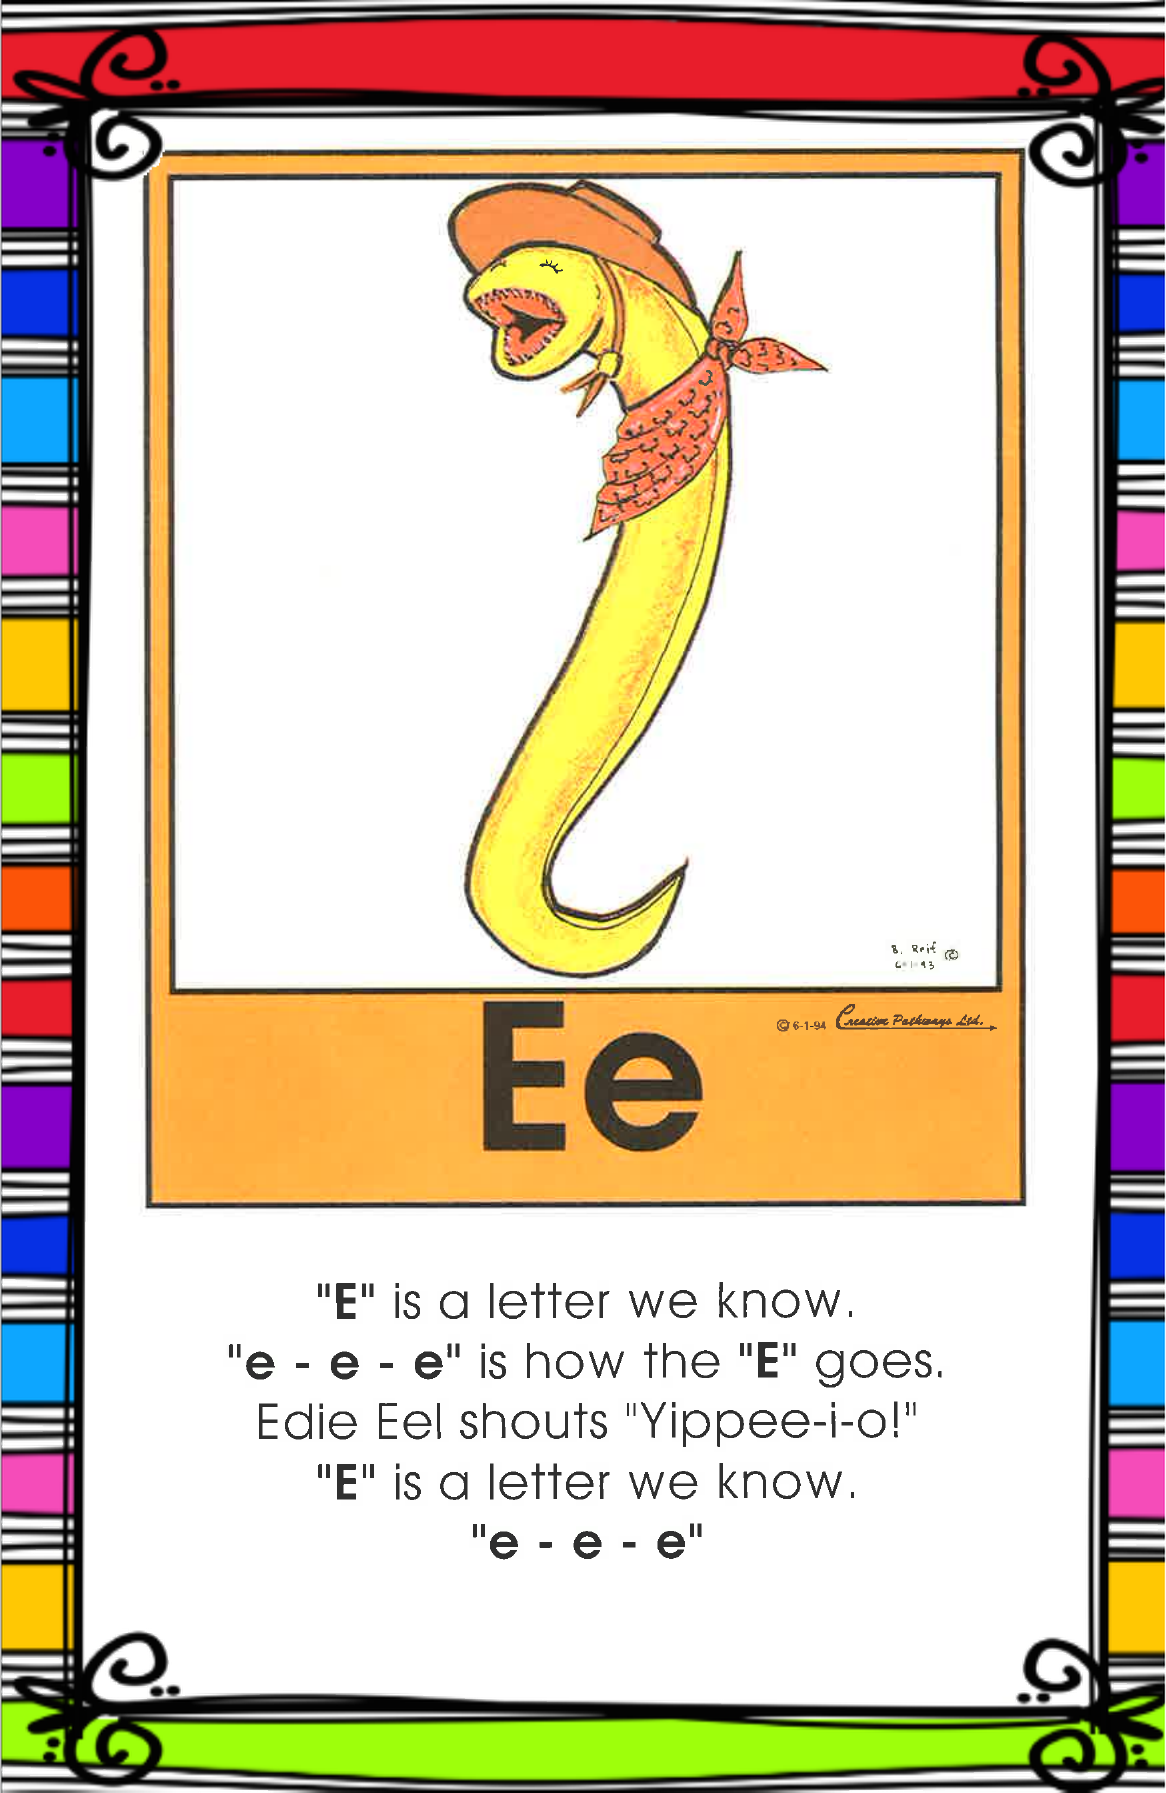 B. Reif ©
6-1-93
Ee
© 6-1-94 Creative Pathways Ltd.
"E" is a letter we know.
"e - e - e" is how the "E" goes.
Edie Eel shouts "Yippee-i-o!"
"E" is a letter we know.
"e - e - e"